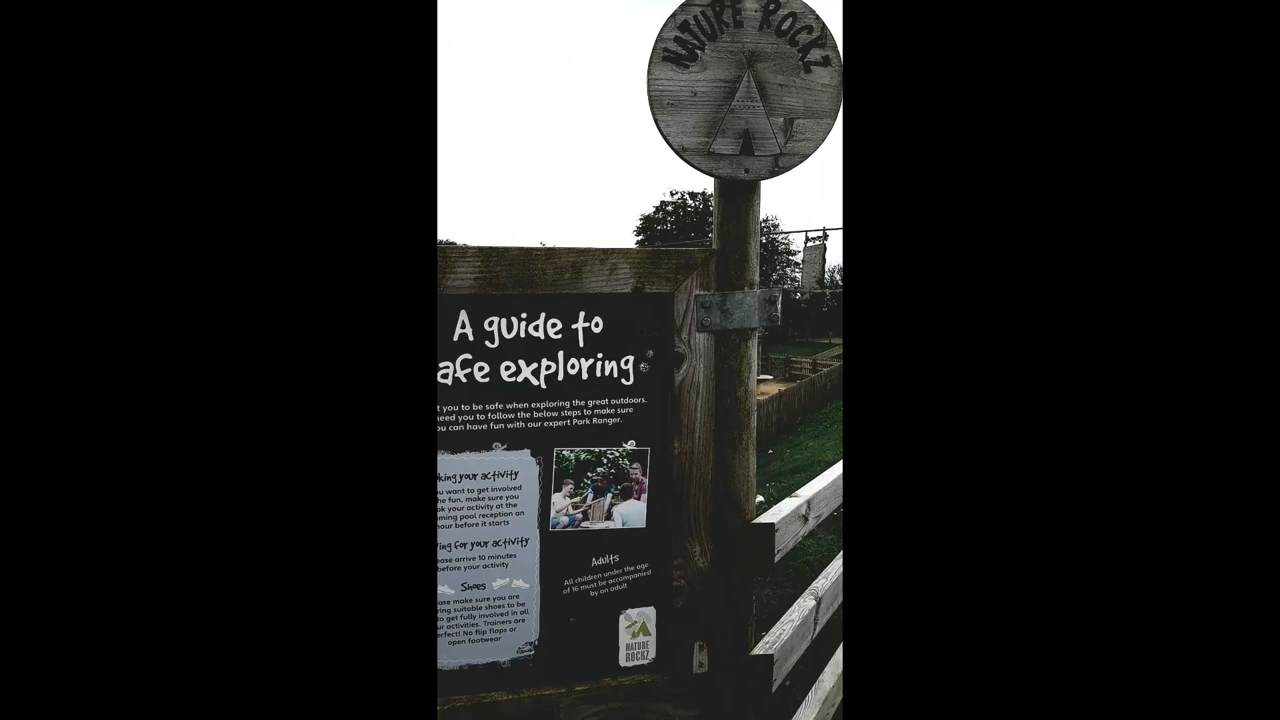 NATURE ROCKZ
A guide to
afe exploring
t you to be safe when exploring the great outdoors.
need you to follow the below steps to make sure
ou can have fun with our expert Park Ranger.
king your activity
u want to get involved
he fun, make sure you
ok your activity at the
ming pool reception an
hour before it starts
ing for your activity
ease arrive 10 minutes
before your activity
Shoes
ase make sure you are
ring suitable shoes to be
to get fully involved in all
ur activities. Trainers are
erfect! No flip flops or
open footwear
Adults
All children under the age
of 16 must be accompanied
by an adult
NATURE
ROCKZ